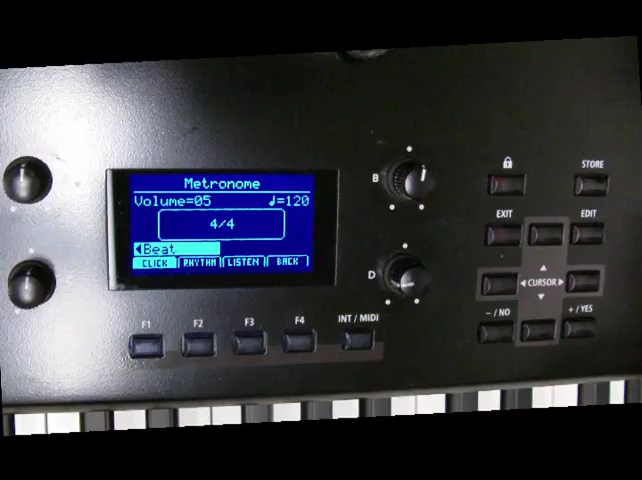 Metronome
Volume=05 ♩=120
4/4
◀Beat
CLICK RHYTHM LISTEN BACK
B
D
F1 F2 F3 F4 INT / MIDI
STORE
EXIT EDIT
◀ CURSOR ▶
– / NO + / YES